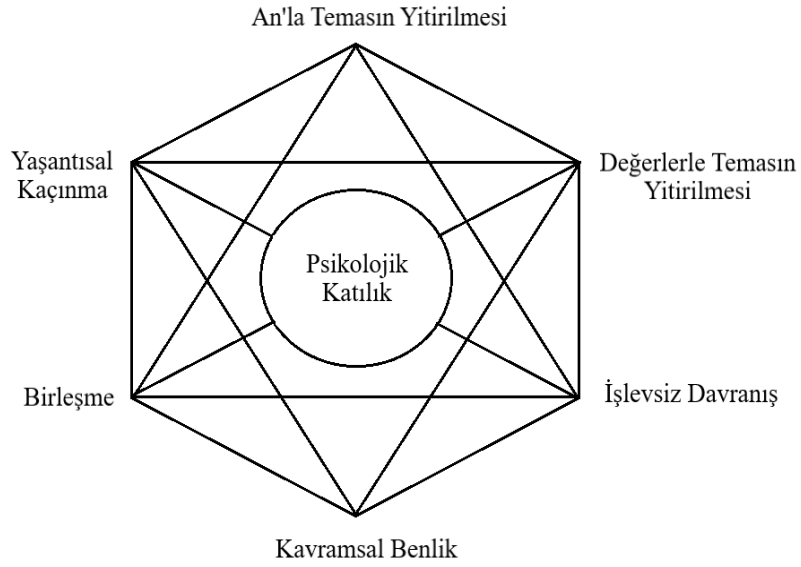 An'la Temasın Yitirilmesi
Yaşantısal
Kaçınma
Değerlerle Temasın
Yitirilmesi
Psikolojik
Katılık
Birleşme
İşlevsiz Davranış
Kavramsal Benlik